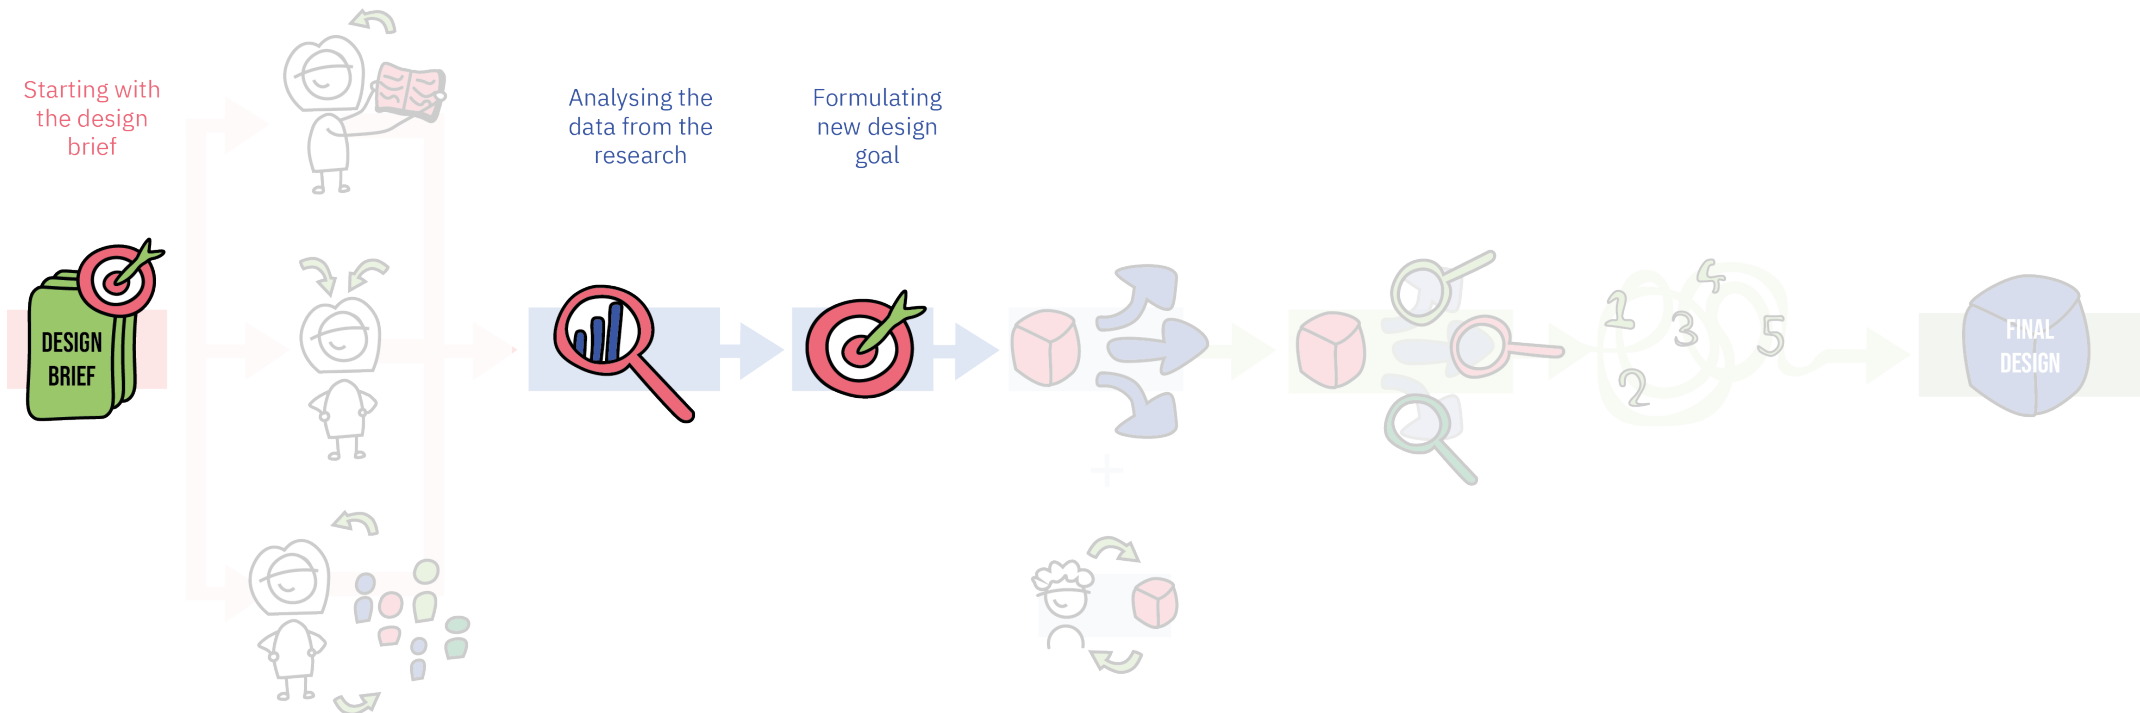 Starting with
the design
brief
Analysing the
data from the
research
Formulating
new design
goal
DESIGN
BRIEF
1
2
3
4
5
FINAL
DESIGN